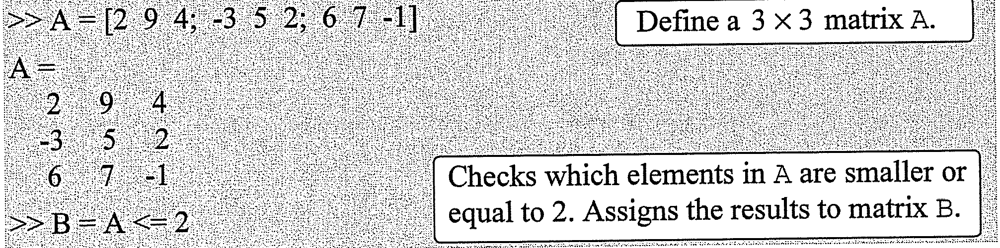 >> A = [2 9 4; -3 5 2; 6 7 -1]
Define a 3 × 3 matrix A.
A =
2 9 4
-3 5 2
6 7 -1
Checks which elements in A are smaller or
equal to 2. Assigns the results to matrix B.
>> B = A <= 2